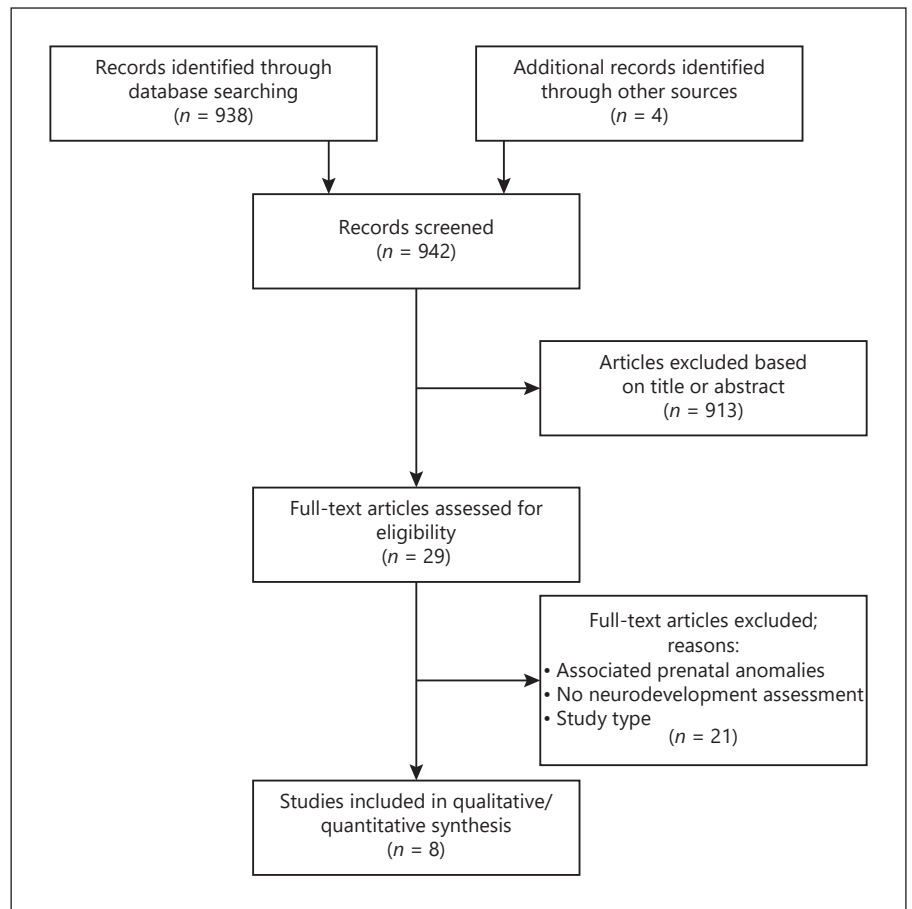 Records identified through
database searching
(n = 938)
Additional records identified
through other sources
(n = 4)
Records screened
(n = 942)
Articles excluded based
on title or abstract
(n = 913)
Full-text articles assessed for
eligibility
(n = 29)
Full-text articles excluded;
reasons:
• Associated prenatal anomalies
• No neurodevelopment assessment
• Study type
(n = 21)
Studies included in qualitative/
quantitative synthesis
(n = 8)